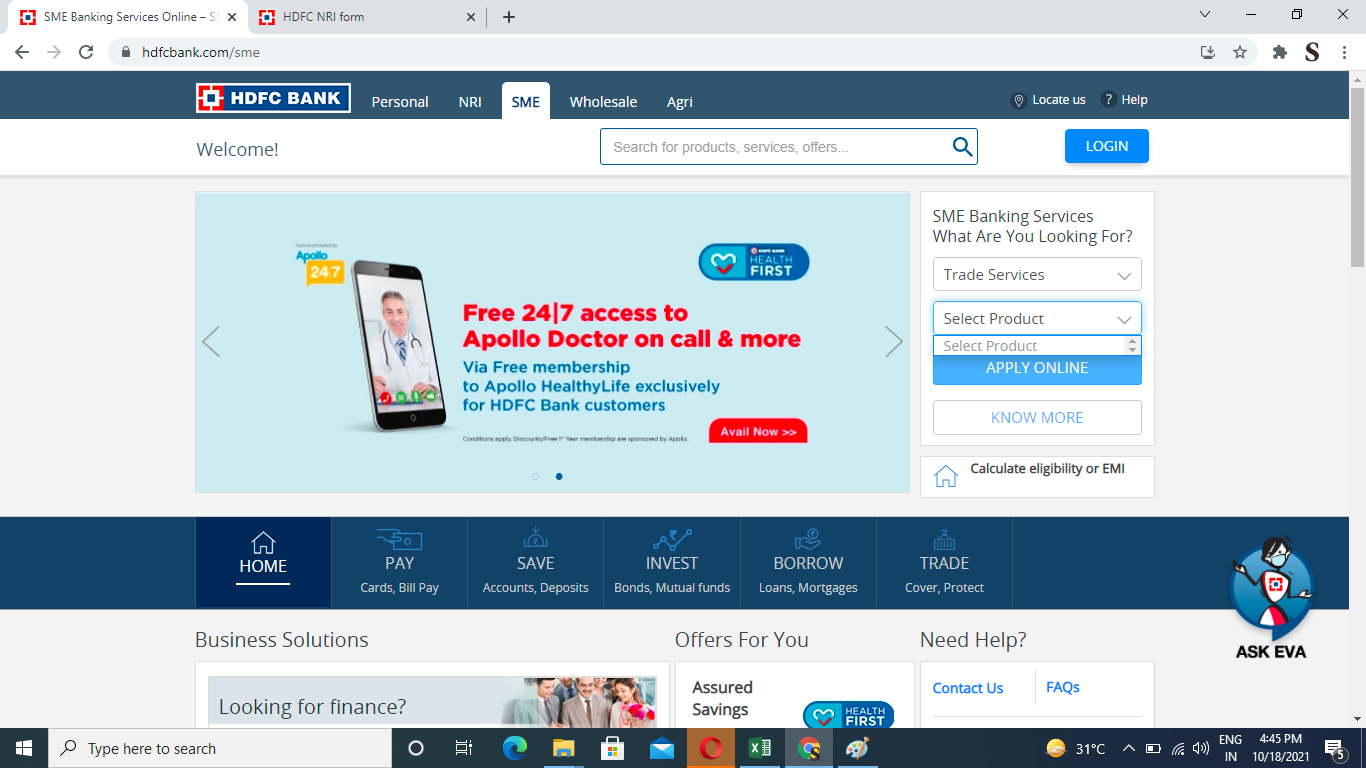 SME Banking Services Online – S
HDFC NRI form
hdfcbank.com/sme
S
HDFC BANK
Personal
NRI
SME
Wholesale
Agri
Locate us
? Help
Welcome!
Search for products, services, offers...
LOGIN
Service provided by
Apollo
24|7
HDFC BANK
HEALTH
FIRST
Free 24|7 access to
Apollo Doctor on call & more
Via Free membership
to Apollo HealthyLife exclusively
for HDFC Bank customers
Avail Now >>
SME Banking Services
What Are You Looking For?
Trade Services
Select Product
Select Product
APPLY ONLINE
KNOW MORE
Calculate eligibility or EMI
HOME
PAY
Cards, Bill Pay
SAVE
Accounts, Deposits
INVEST
Bonds, Mutual funds
BORROW
Loans, Mortgages
TRADE
Cover, Protect
ASK EVA
Business Solutions
Looking for finance?
Offers For You
Assured
Savings
HEALTH
FIRST
Need Help?
Contact Us
FAQs
Type here to search
31°C
ENG
IN
4:45 PM
10/18/2021
5